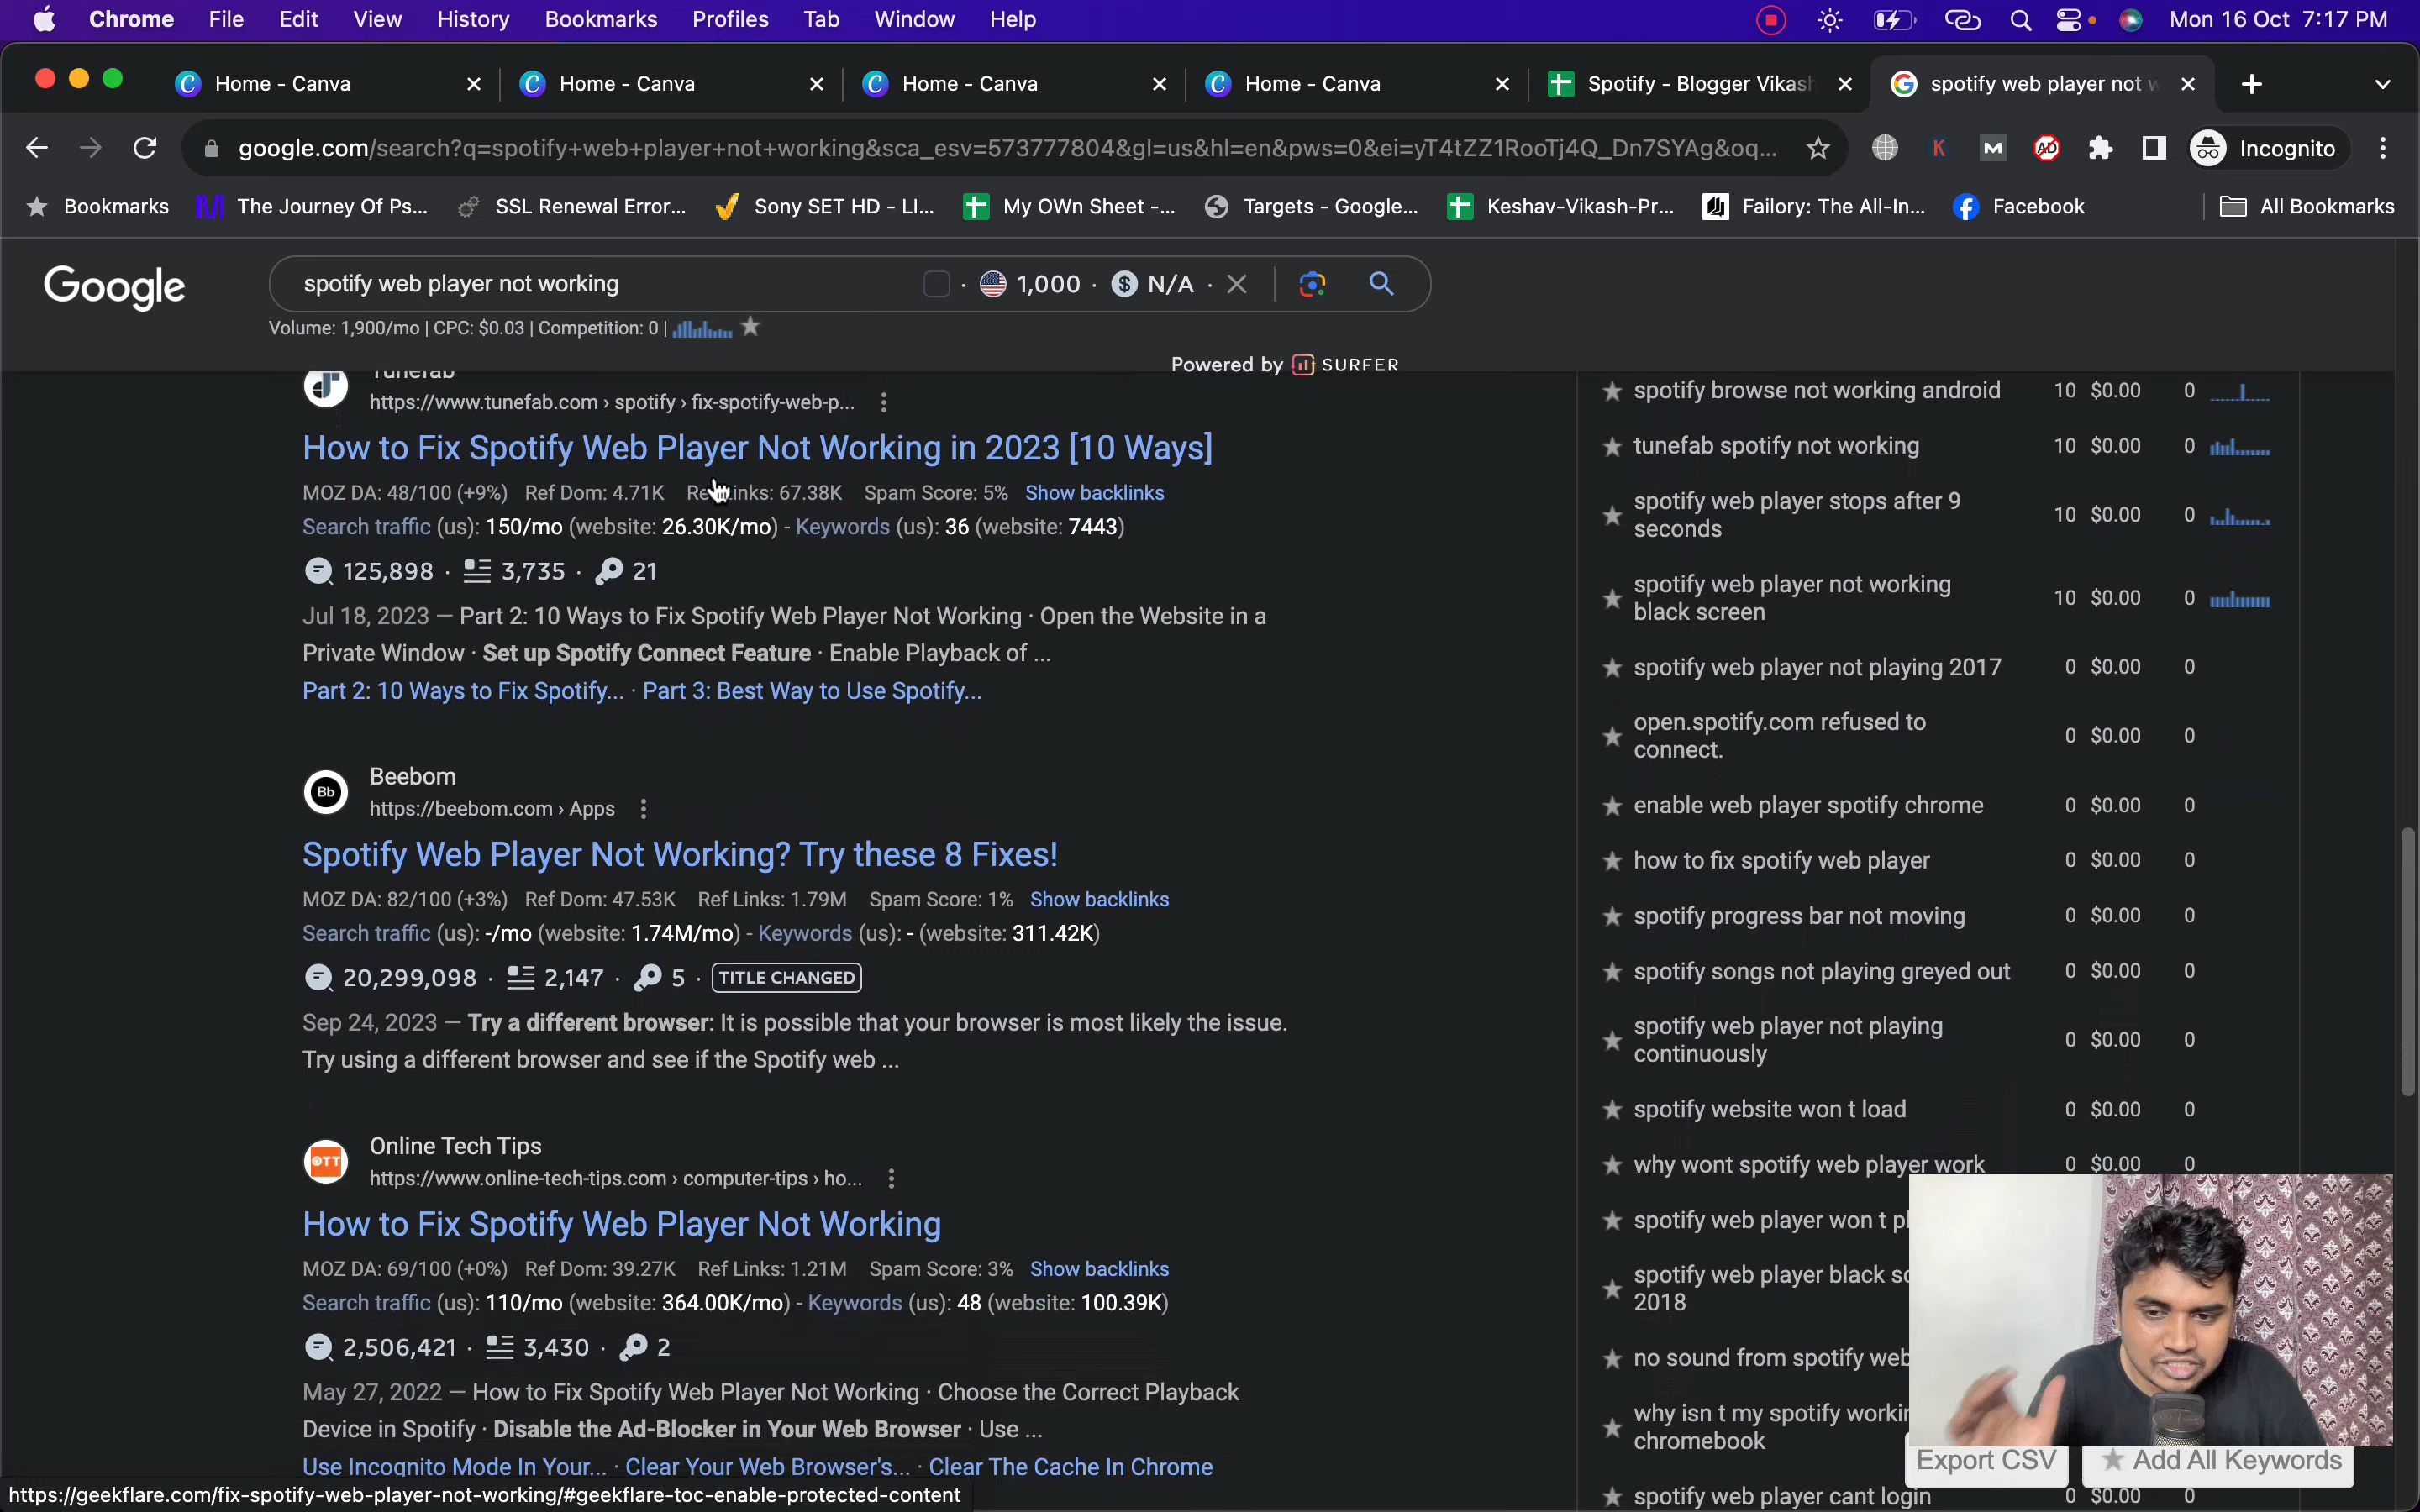 Chrome File Edit View History Bookmarks Profiles Tab Window Help
Mon 16 Oct 7:17 PM
Home - Canva
Home - Canva
Home - Canva
Home - Canva
Spotify - Blogger Vikash
spotify web player not w
google.com/search?q=spotify+web+player+not+working&sca_esv=573777804&gl=us&hl=en&pws=0&ei=yT4tZZ1RooTj4Q_Dn7SYAg&oq...
Incognito
Bookmarks
The Journey Of Ps...
SSL Renewal Error...
Sony SET HD - LI...
My OWn Sheet -...
Targets - Google...
Keshav-Vikash-Pr...
Failory: The All-In...
Facebook
All Bookmarks
Google
spotify web player not working
1,000 · $ N/A ·
Volume: 1,900/mo | CPC: $0.03 | Competition: 0 |
Powered by SURFER
Tunefab
https://www.tunefab.com › spotify › fix-spotify-web-p...
How to Fix Spotify Web Player Not Working in 2023 [10 Ways]
MOZ DA: 48/100 (+9%) Ref Dom: 4.71K Ref Links: 67.38K Spam Score: 5% Show backlinks
Search traffic (us): 150/mo (website: 26.30K/mo) - Keywords (us): 36 (website: 7443)
125,898 · 3,735 · 21
Jul 18, 2023 — Part 2: 10 Ways to Fix Spotify Web Player Not Working · Open the Website in a
Private Window · Set up Spotify Connect Feature · Enable Playback of ...
Part 2: 10 Ways to Fix Spotify... · Part 3: Best Way to Use Spotify...
Bb
Beebom
https://beebom.com › Apps
Spotify Web Player Not Working? Try these 8 Fixes!
MOZ DA: 82/100 (+3%) Ref Dom: 47.53K Ref Links: 1.79M Spam Score: 1% Show backlinks
Search traffic (us): -/mo (website: 1.74M/mo) - Keywords (us): - (website: 311.42K)
20,299,098 · 2,147 · 5 · TITLE CHANGED
Sep 24, 2023 — Try a different browser: It is possible that your browser is most likely the issue.
Try using a different browser and see if the Spotify web ...
OTT
Online Tech Tips
https://www.online-tech-tips.com › computer-tips › ho...
How to Fix Spotify Web Player Not Working
MOZ DA: 69/100 (+0%) Ref Dom: 39.27K Ref Links: 1.21M Spam Score: 3% Show backlinks
Search traffic (us): 110/mo (website: 364.00K/mo) - Keywords (us): 48 (website: 100.39K)
2,506,421 · 3,430 · 2
May 27, 2022 — How to Fix Spotify Web Player Not Working · Choose the Correct Playback
Device in Spotify · Disable the Ad-Blocker in Your Web Browser · Use ...
Use Incognito Mode In Your... · Clear Your Web Browser's... · Clear The Cache In Chrome
https://geekflare.com/fix-spotify-web-player-not-working/#geekflare-toc-enable-protected-content
spotify browse not working android 10 $0.00 0
tunefab spotify not working 10 $0.00 0
spotify web player stops after 9
seconds 10 $0.00 0
spotify web player not working
black screen 10 $0.00 0
spotify web player not playing 2017 0 $0.00 0
open.spotify.com refused to
connect. 0 $0.00 0
enable web player spotify chrome 0 $0.00 0
how to fix spotify web player 0 $0.00 0
spotify progress bar not moving 0 $0.00 0
spotify songs not playing greyed out 0 $0.00 0
spotify web player not playing
continuously 0 $0.00 0
spotify website won t load 0 $0.00 0
why wont spotify web player work 0 $0.00 0
spotify web player won t pl
spotify web player black sc
2018
no sound from spotify web
why isn t my spotify workin
chromebook
Export CSV
Add All Keywords
spotify web player cant login 0 $0.00 0